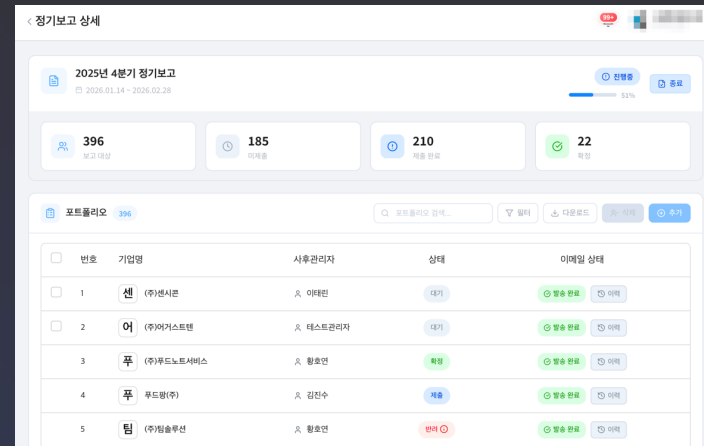 정기보고 상세
99+
2025년 4분기 정기보고
2026.01.14 ~ 2026.02.28
진행중
51%
종료
396
보고 대상
185
미제출
210
제출 완료
22
확정
포트폴리오 396
포트폴리오 검색...
필터
다운로드
삭제
추가
번호 기업명 사후관리자 상태 이메일 상태
1 센 (주)센시콘 이태린 대기 발송 완료 이력
2 어 (주)어거스트텐 테스트관리자 대기 발송 완료 이력
3 푸 (주)푸드노트서비스 황호연 확정 발송 완료 이력
4 푸 푸드팡(주) 김진수 제출 발송 완료 이력
5 팀 (주)팀솔루션 황호연 반려 발송 완료 이력